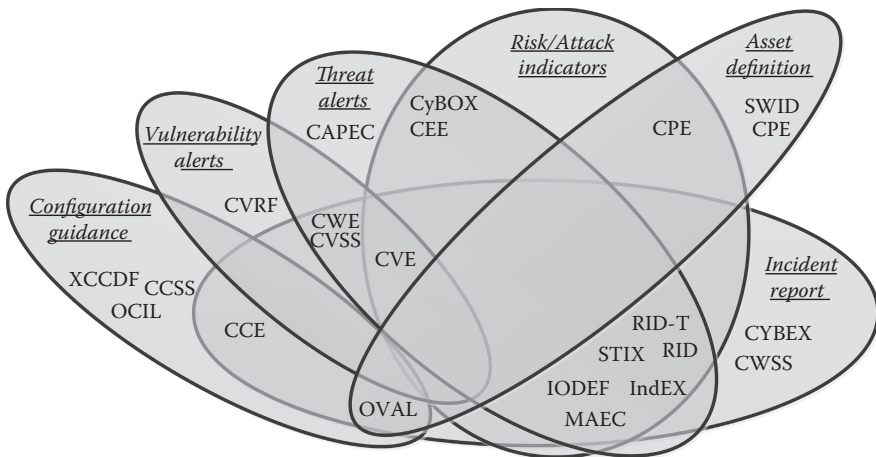 Configuration
guidance
XCCDF
CCSS
OCIL
Vulnerability
alerts
CVRF
CCE
Threat
alerts
CAPEC
CyBOX
CEE
CWE
CVSS
CVE
Risk/Attack
indicators
CPE
Asset
definition
SWID
CPE
Incident
report
CYBEX
CWSS
RID-T
STIX
RID
IODEF
IndEX
MAEC
OVAL